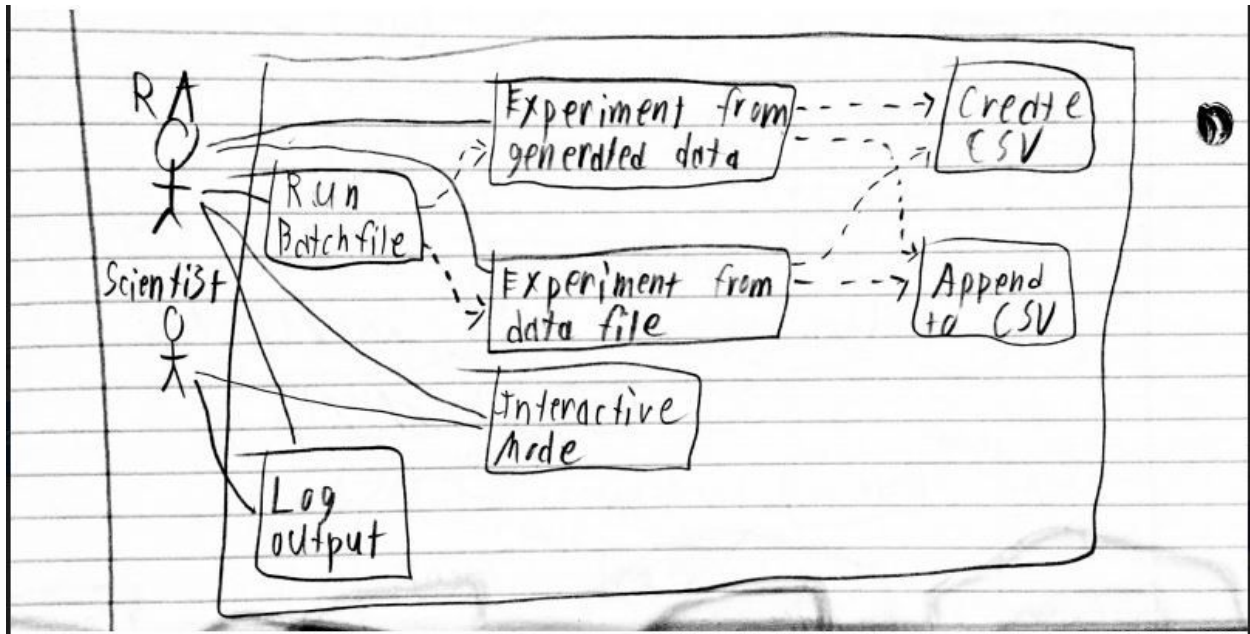 RA
Experiment from
generated data
Create
CSV
Run
Batchfile
Scientist
Experiment from
data file
Append
to CSV
Interactive
Mode
Log
output